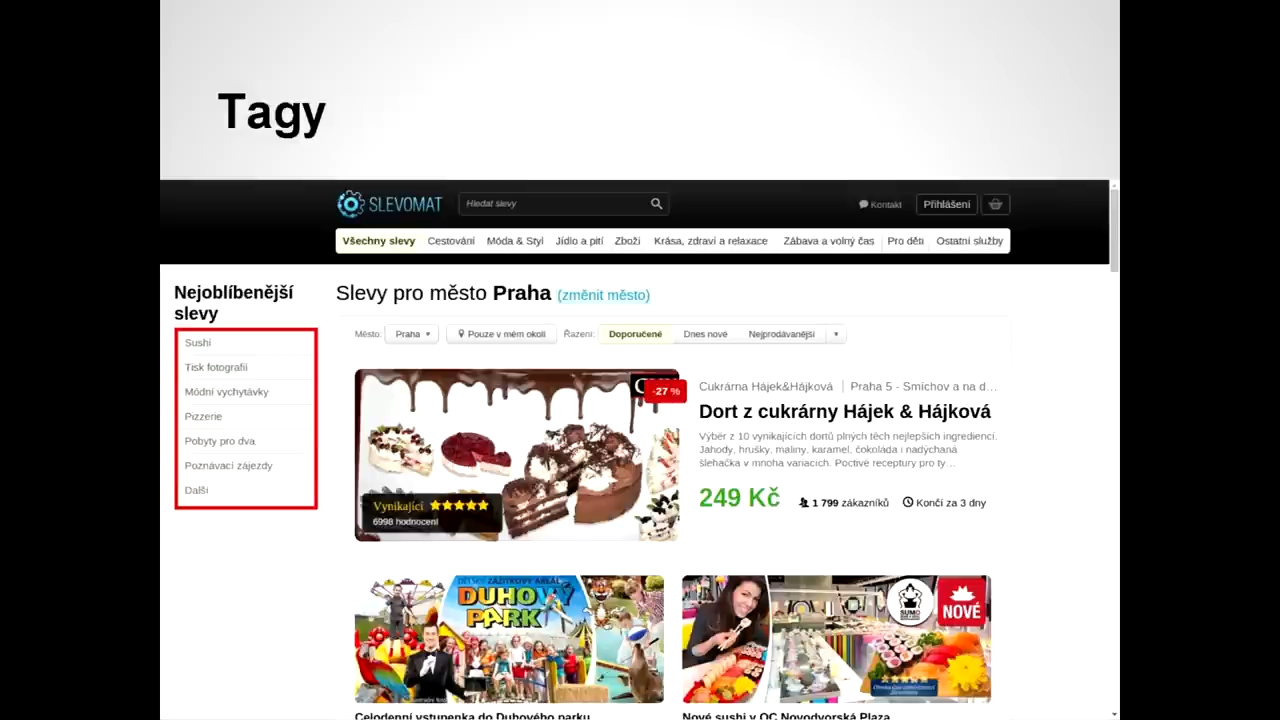 Tagy
SLEVOMAT
Hledat slevy
Kontakt
Přihlášení
Všechny slevy Cestování Móda & Styl Jídlo a pití Zboží Krása, zdraví a relaxace Zábava a volný čas Pro děti Ostatní služby
Nejoblíbenější
slevy
Sushi
Tisk fotografií
Módní vychytávky
Pizzerie
Pobyty pro dva
Poznávací zájezdy
Další
Slevy pro město Praha (změnit město)
Město: Praha Pouze v mém okolí Řazení: Doporučené Dnes nové Nejprodávanější
-27 %
Vynikající
6998 hodnocení
Cukrárna Hájek&Hájková Praha 5 - Smíchov a na d…
Dort z cukrárny Hájek & Hájková
Výběr z 10 vynikajících dortů plných těch nejlepších ingrediencí.
Jahody, hrušky, maliny, karamel, čokoláda i nadýchaná
šlehačka v mnoha variacích. Poctivé receptury pro ty…
249 Kč 1 799 zákazníků Končí za 3 dny
DĚTSKÝ ZÁŽITKOVÝ AREÁL
DUHOVÝ
PARK
SUMO
NOVÉ
Celodenní vstupenka do Duhového parku
Nové sushi v OC Novodvorská Plaza